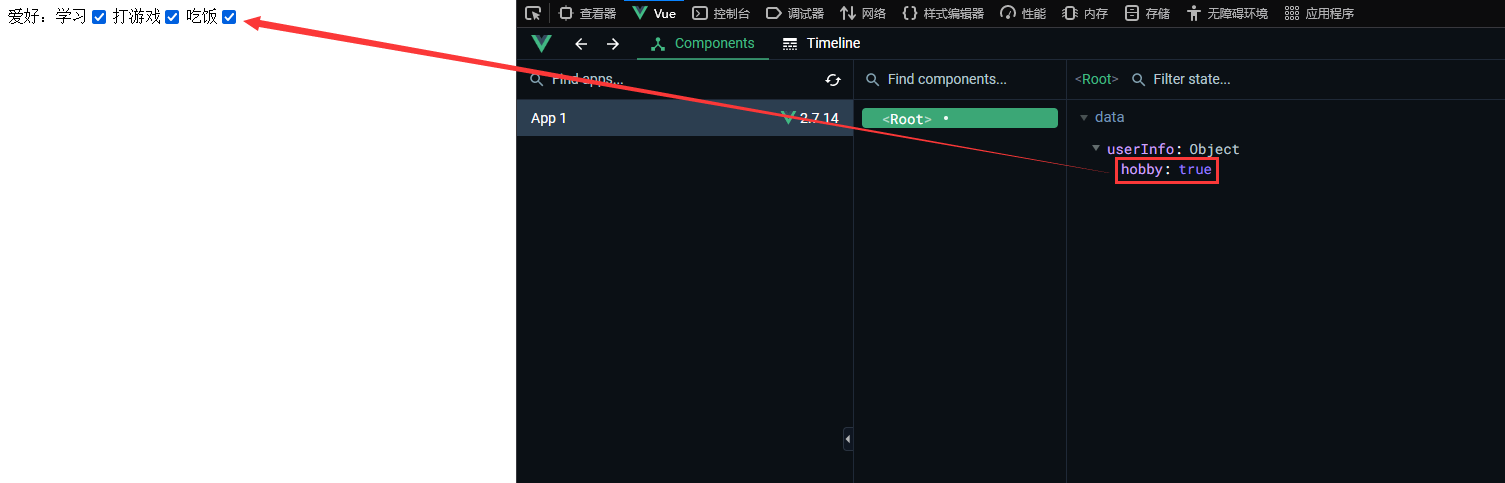 爱好：学习 打游戏 吃饭
查看器 Vue 控制台 调试器 网络 样式编辑器 性能 内存 存储 无障碍环境 应用程序
Components Timeline
Find apps... Find components... <Root> Filter state...
App 1 2.7.14 <Root> data
userInfo: Object
hobby: true